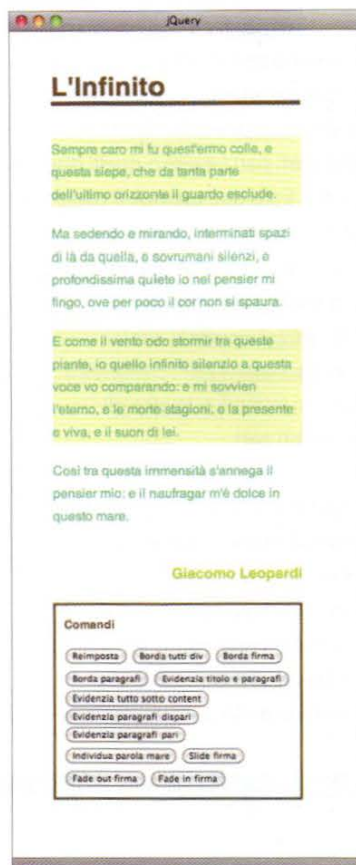 jQuery
L'Infinito
Sempre caro mi fu quest'ermo colle, e
questa siepe, che da tanta parte
dell'ultimo orizzonte il guardo esclude.
Ma sedendo e mirando, interminati spazi
di là da quella, e sovrumani silenzi, e
profondissima quiete io nel pensier mi
fingo, ove per poco il cor non si spaura.
E come il vento odo stormir tra queste
piante, io quello infinito silenzio a questa
voce vo comparando: e mi sovvien
l'eterno, e le morte stagioni, e la presente
e viva, e il suon di lei.
Così tra questa immensità s'annega il
pensier mio: e il naufragar m'è dolce in
questo mare.
Giacomo Leopardi
Comandi
Reimposta Borda tutti div Borda firma
Borda paragrafi Evidenzia titolo e paragrafi
Evidenzia tutto sotto content
Evidenzia paragrafi dispari
Evidenzia paragrafi pari
Individua parola mare Slide firma
Fade out firma Fade in firma